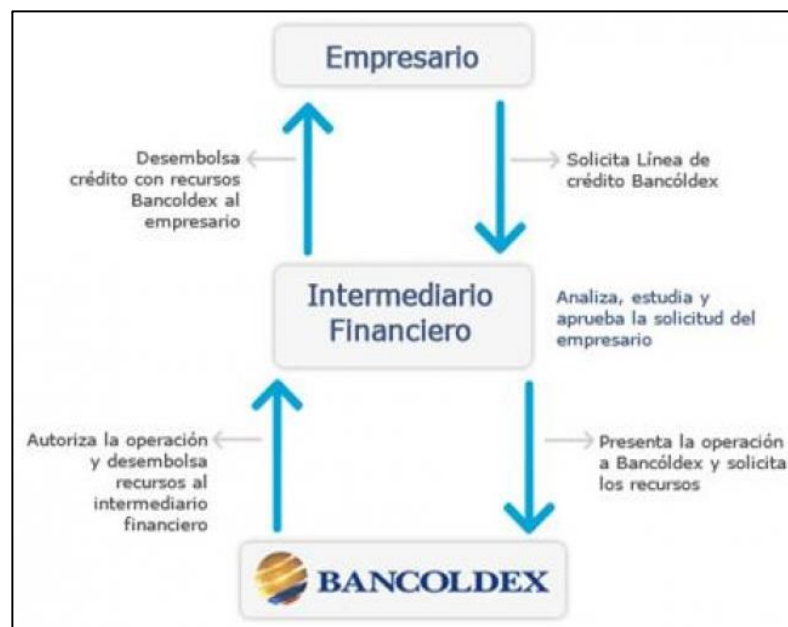 Empresario
Desembolsa
crédito con recursos
Bancoldex al
empresario
Solicita Línea de
crédito Bancóldex
Intermediario
Financiero
Analiza, estudia y
aprueba la solicitud del
empresario
Autoriza la operación
y desembolsa
recursos al
intermediario
financiero
Presenta la operación
a Bancóldex y solicita
los recursos
BANCOLDEX